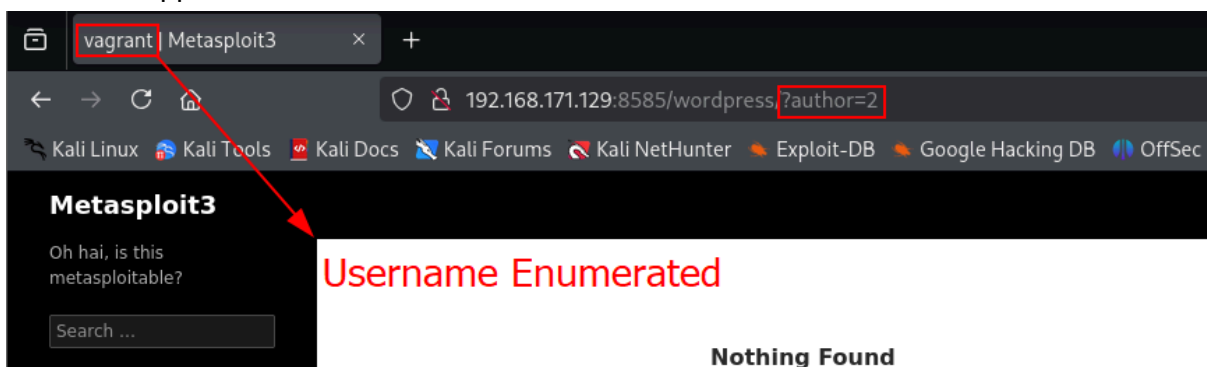 vagrant | Metasploit3 × +
192.168.171.129:8585/wordpress/?author=2
Kali Linux Kali Tools Kali Docs Kali Forums Kali NetHunter Exploit-DB Google Hacking DB OffSec
Metasploit3
Oh hai, is this
metasploitable?
Username Enumerated
Search ...
Nothing Found